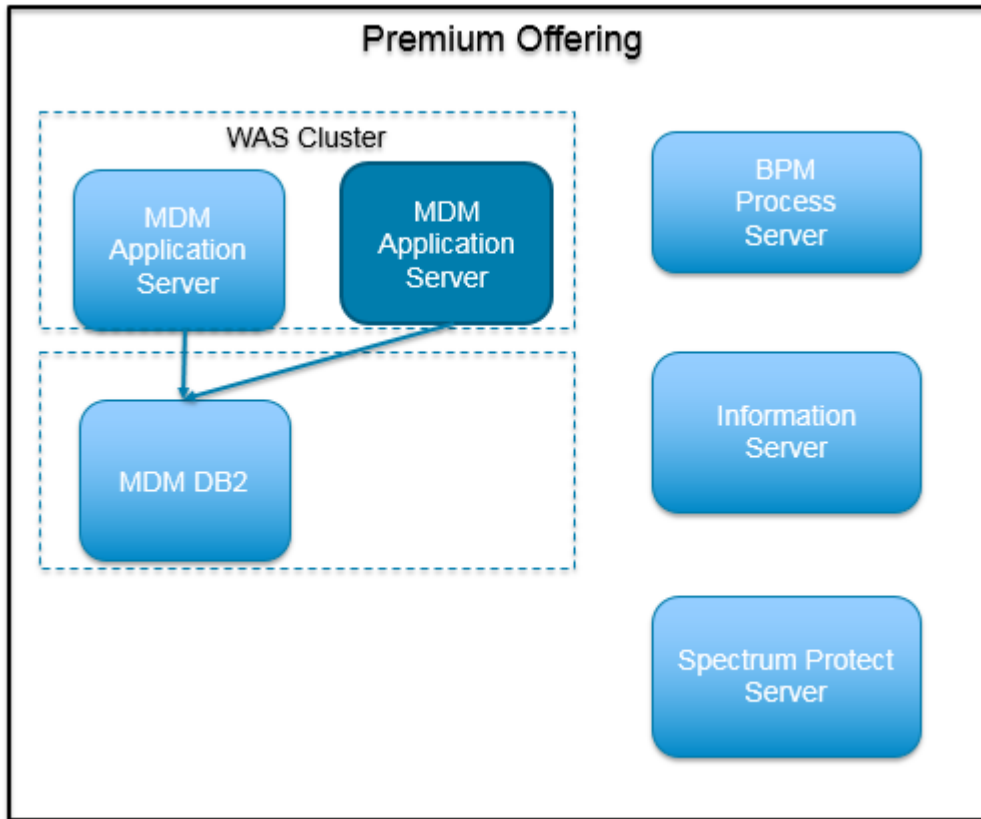 Premium Offering
WAS Cluster
MDM
Application
Server
MDM
Application
Server
MDM DB2
BPM
Process
Server
Information
Server
Spectrum Protect
Server